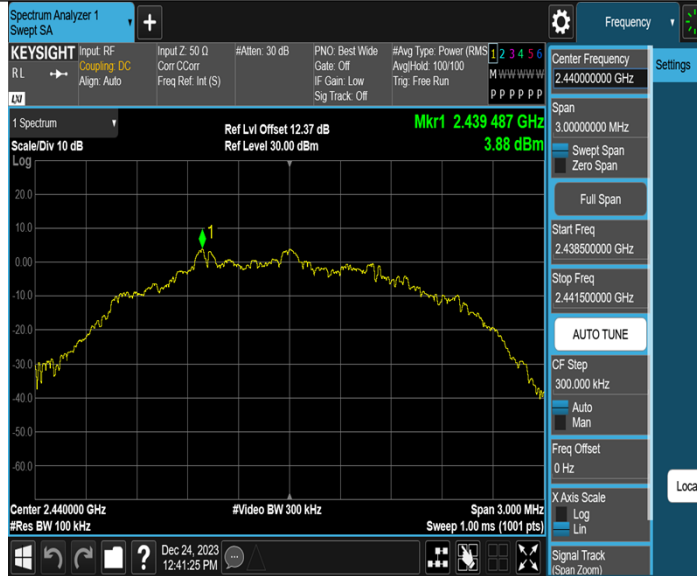 Spectrum Analyzer 1
Swept SA
Frequency
KEYSIGHT
RL
LXI
Input: RF
Coupling: DC
Align: Auto
Input Z: 50 Ω
Corr CCorr
Freq Ref: Int (S)
#Atten: 30 dB
PNO: Best Wide
Gate: Off
IF Gain: Low
Sig Track: Off
#Avg Type: Power (RMS
Avg|Hold: 100/100
Trig: Free Run
1 2 3 4 5 6
M W W W W W
P P P P P P
1 Spectrum
Scale/Div 10 dB
Ref Lvl Offset 12.37 dB
Ref Level 30.00 dBm
Mkr1 2.439 487 GHz
3.88 dBm
Log
20.0
10.0
0.00
-10.0
-20.0
-30.0
-40.0
-50.0
-60.0
1
Center 2.440000 GHz
#Res BW 100 kHz
#Video BW 300 kHz
Span 3.000 MHz
Sweep 1.00 ms (1001 pts)
Dec 24, 2023
12:41:25 PM
Center Frequency
2.440000000 GHz
Span
3.00000000 MHz
Swept Span
Zero Span
Full Span
Start Freq
2.438500000 GHz
Stop Freq
2.441500000 GHz
AUTO TUNE
CF Step
300.000 kHz
Auto
Man
Freq Offset
0 Hz
X Axis Scale
Log
Lin
Signal Track
(Span Zoom)
Settings
Loca